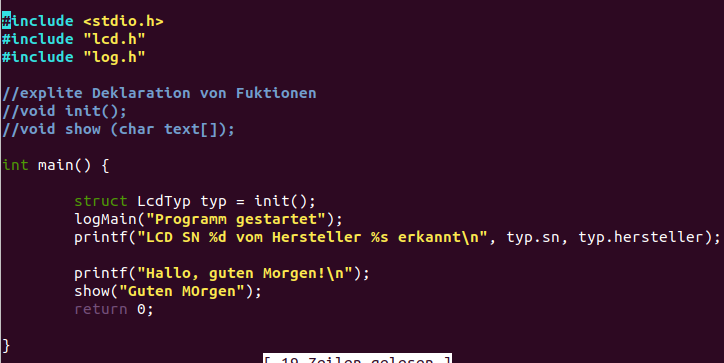 #include <stdio.h>
#include "lcd.h"
#include "log.h"
//explite Deklaration von Fuktionen
//void init();
//void show (char text[]);
int main() {
struct LcdTyp typ = init();
logMain("Programm gestartet");
printf("LCD SN %d vom Hersteller %s erkannt\n", typ.sn, typ.hersteller);
printf("Hallo, guten Morgen!\n");
show("Guten MOrgen");
return 0;
}
[ 19 Zeilen gelesen ]